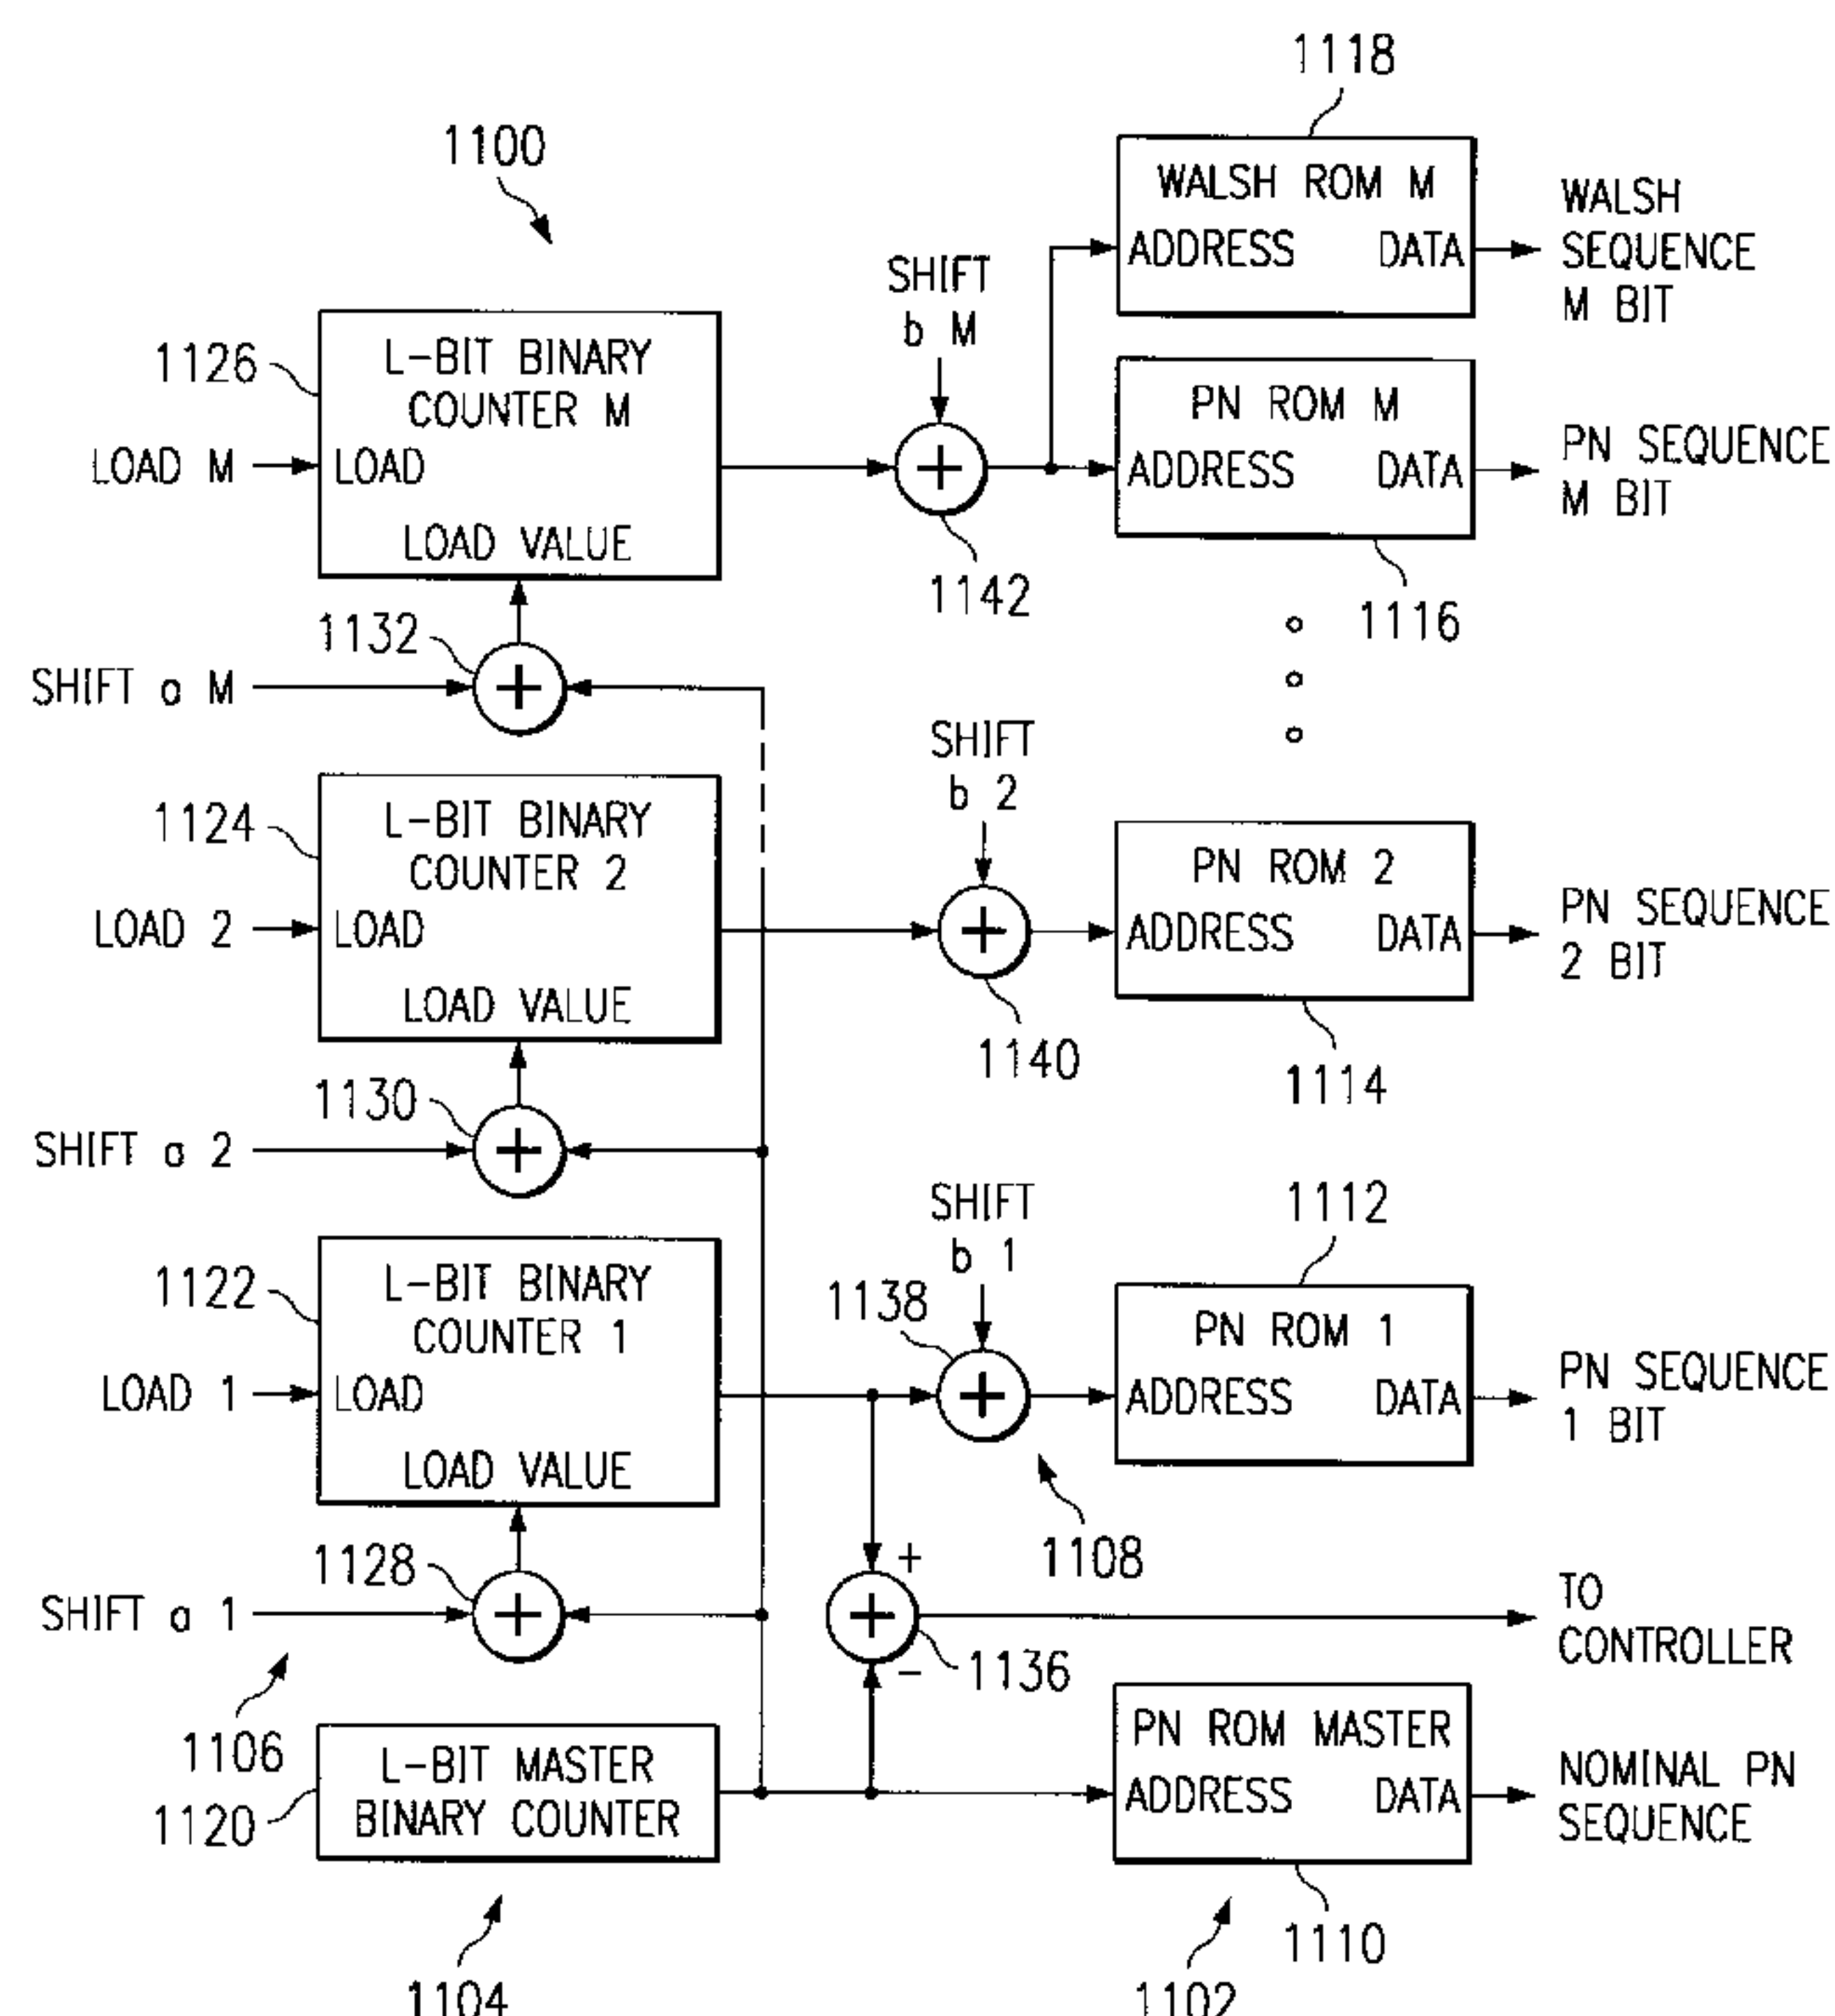 1118
1100
WALSH ROM M
ADDRESS DATA
WALSH
SEQUENCE
M BIT
SHIFT
b M
1126
L-BIT BINARY
COUNTER M
LOAD M
LOAD
LOAD VALUE
PN ROM M
ADDRESS DATA
PN SEQUENCE
M BIT
1142
1116
1132
SHIFT a M
SHIFT
b 2
1124
L-BIT BINARY
COUNTER 2
LOAD 2
LOAD
LOAD VALUE
PN ROM 2
ADDRESS DATA
PN SEQUENCE
2 BIT
1140
1114
1130
SHIFT a 2
SHIFT
b 1
1112
1122
L-BIT BINARY
COUNTER 1
LOAD 1
LOAD
LOAD VALUE
1138
PN ROM 1
ADDRESS DATA
PN SEQUENCE
1 BIT
1108
1128
SHIFT a 1
+
−
1136
TO
CONTROLLER
1106
1120
L-BIT MASTER
BINARY COUNTER
PN ROM MASTER
ADDRESS DATA
NOMINAL PN
SEQUENCE
1110
1104
1102